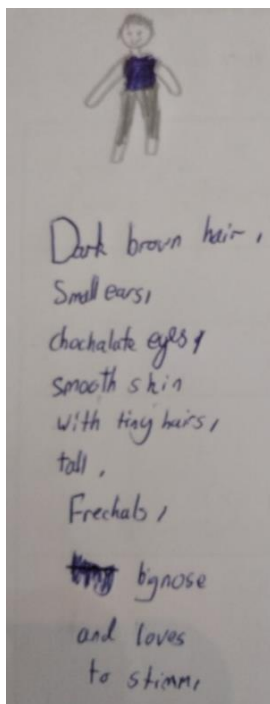 Dark brown hair,
Small ears,
chochalate eyes,
smooth skin
with tiny hairs,
tall,
Frechals,
bignose
and loves
to stimm,